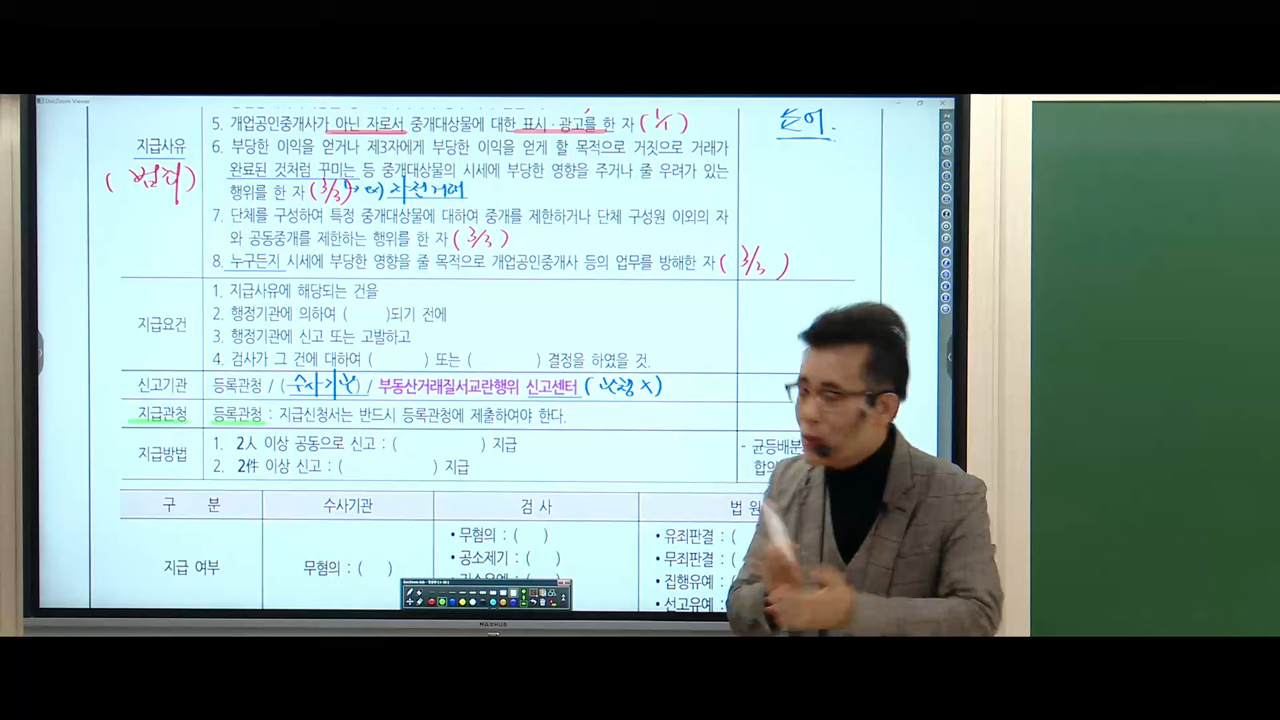 DocZoom Viewer
5. 개업공인중개사가 아닌 자로서 중개대상물에 대한 표시·광고를 한 자 (1/1)
순어.
지급사유
(범죄)
6. 부당한 이익을 얻거나 제3자에게 부당한 이익을 얻게 할 목적으로 거짓으로 거래가
완료된 것처럼 꾸미는 등 중개대상물의 시세에 부당한 영향을 주거나 줄 우려가 있는
행위를 한 자 (3/3) 자전거래
7. 단체를 구성하여 특정 중개대상물에 대하여 중개를 제한하거나 단체 구성원 이외의 자
와 공동중개를 제한하는 행위를 한 자 (3/3)
8. 누구든지 시세에 부당한 영향을 줄 목적으로 개업공인중개사 등의 업무를 방해한 자 (3/3)
지급요건
1. 지급사유에 해당되는 건을
2. 행정기관에 의하여 ( )되기 전에
3. 행정기관에 신고 또는 고발하고
4. 검사가 그 건에 대하여 ( ) 또는 ( ) 결정을 하였을 것.
신고기관 등록관청 / (수사기관) / 부동산거래질서교란행위 신고센터 (포청 X)
지급관청 등록관청 : 지급신청서는 반드시 등록관청에 제출하여야 한다.
지급방법
1. 2人 이상 공동으로 신고 : ( ) 지급
2. 2件 이상 신고 : ( ) 지급
- 균등배분
합의
구 분 수사기관 검 사 법 원
지급 여부
무혐의 : ( )
• 무혐의 : ( )
• 공소제기 : ( )
• 기소유예 : ( )
• 유죄판결 : (
• 무죄판결 : (
• 집행유예 :
• 선고유예 :
MAXHUB